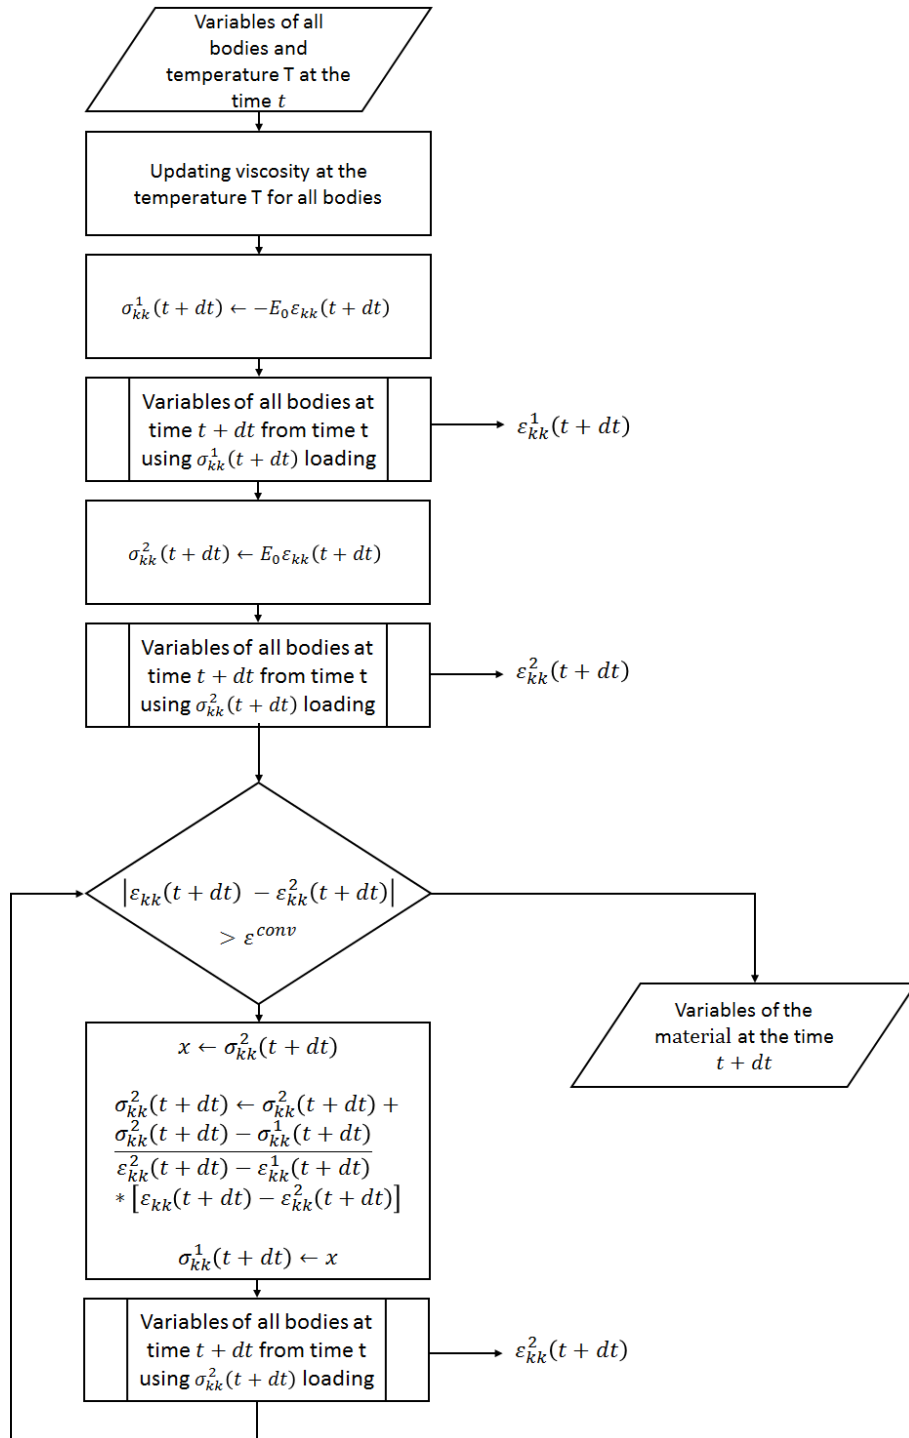 Variables of all
bodies and
temperature T at the
time t
Updating viscosity at the
temperature T for all bodies
σ¹ₖₖ(t + dt) ← −E₀εₖₖ(t + dt)
Variables of all bodies at
time t + dt from time t
using σ¹ₖₖ(t + dt) loading
ε¹ₖₖ(t + dt)
σ²ₖₖ(t + dt) ← E₀εₖₖ(t + dt)
Variables of all bodies at
time t + dt from time t
using σ²ₖₖ(t + dt) loading
ε²ₖₖ(t + dt)
|εₖₖ(t + dt) − ε²ₖₖ(t + dt)|
> εᶜᵒⁿᵛ
Variables of the
material at the time
t + dt
x ← σ²ₖₖ(t + dt)
σ²ₖₖ(t + dt) ← σ²ₖₖ(t + dt) +
σ²ₖₖ(t + dt) − σ¹ₖₖ(t + dt)
ε²ₖₖ(t + dt) − ε¹ₖₖ(t + dt)
* [εₖₖ(t + dt) − ε²ₖₖ(t + dt)]
σ¹ₖₖ(t + dt) ← x
Variables of all bodies at
time t + dt from time t
using σ²ₖₖ(t + dt) loading
ε²ₖₖ(t + dt)